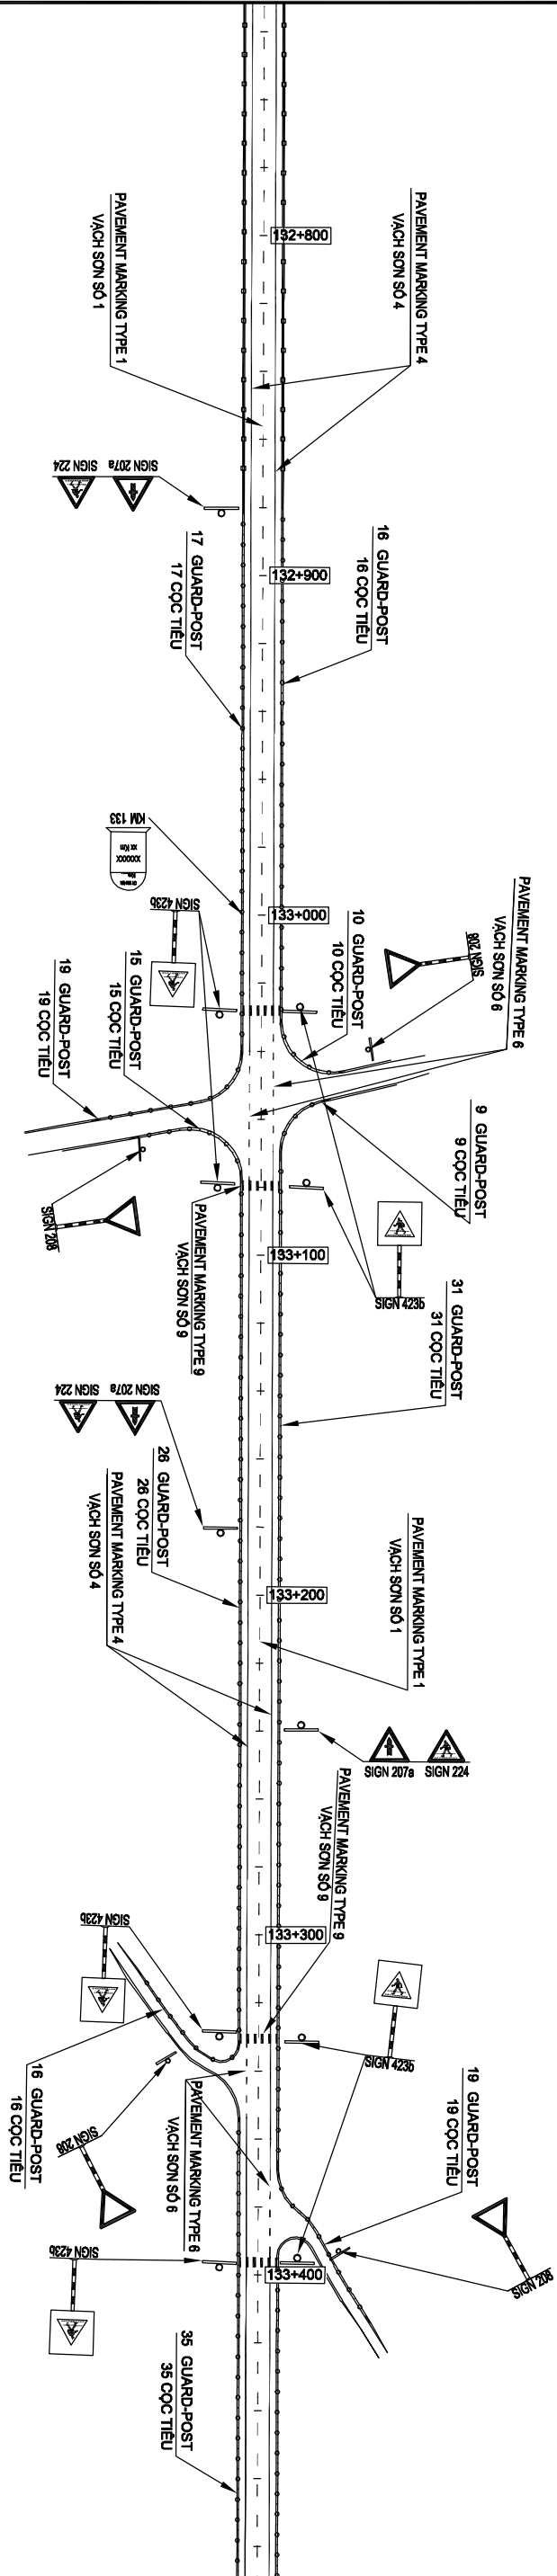 132+800
PAVEMENT MARKING TYPE 4
VẠCH SƠN SỐ 4
PAVEMENT MARKING TYPE 1
VẠCH SƠN SỐ 1
SIGN 224
SIGN 207a
132+900
16 GUARD-POST
16 CỌC TIÊU
17 GUARD-POST
17 CỌC TIÊU
KM 133
xx Km
xxxxxx
SIGN 423b
133+000
10 GUARD-POST
10 CỌC TIÊU
PAVEMENT MARKING TYPE 6
VẠCH SƠN SỐ 6
SIGN 208
15 GUARD-POST
15 CỌC TIÊU
19 GUARD-POST
19 CỌC TIÊU
9 GUARD-POST
9 CỌC TIÊU
SIGN 208
PAVEMENT MARKING TYPE 9
VẠCH SƠN SỐ 9
133+100
SIGN 423b
31 GUARD-POST
31 CỌC TIÊU
SIGN 224
SIGN 207a
26 GUARD-POST
26 CỌC TIÊU
PAVEMENT MARKING TYPE 4
VẠCH SƠN SỐ 4
133+200
PAVEMENT MARKING TYPE 1
VẠCH SƠN SỐ 1
SIGN 207a
SIGN 224
PAVEMENT MARKING TYPE 9
VẠCH SƠN SỐ 9
133+300
SIGN 423b
SIGN 423b
16 GUARD-POST
16 CỌC TIÊU
SIGN 208
PAVEMENT MARKING TYPE 6
VẠCH SƠN SỐ 6
19 GUARD-POST
19 CỌC TIÊU
SIGN 208
SIGN 423b
133+400
35 GUARD-POST
35 CỌC TIÊU